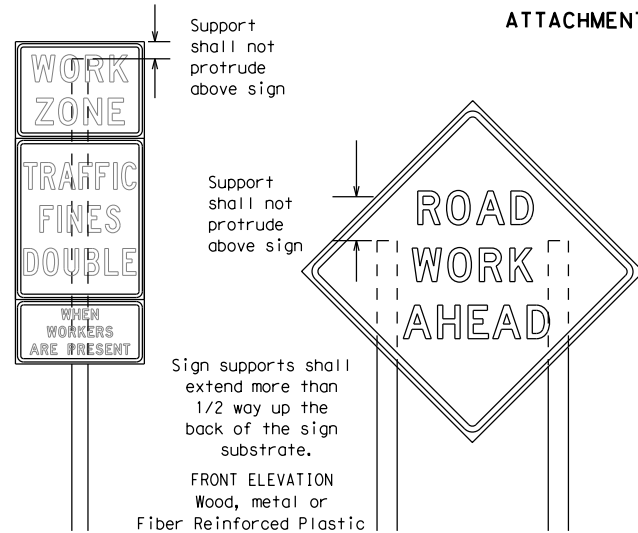 ATTACHMENT
Support
shall not
protrude
above sign
WORK
ZONE
TRAFFIC
FINES
DOUBLE
WHEN
WORKERS
ARE PRESENT
Support
shall not
protrude
above sign
ROAD
WORK
AHEAD
Sign supports shall
extend more than
1/2 way up the
back of the sign
substrate.
FRONT ELEVATION
Wood, metal or
Fiber Reinforced Plastic